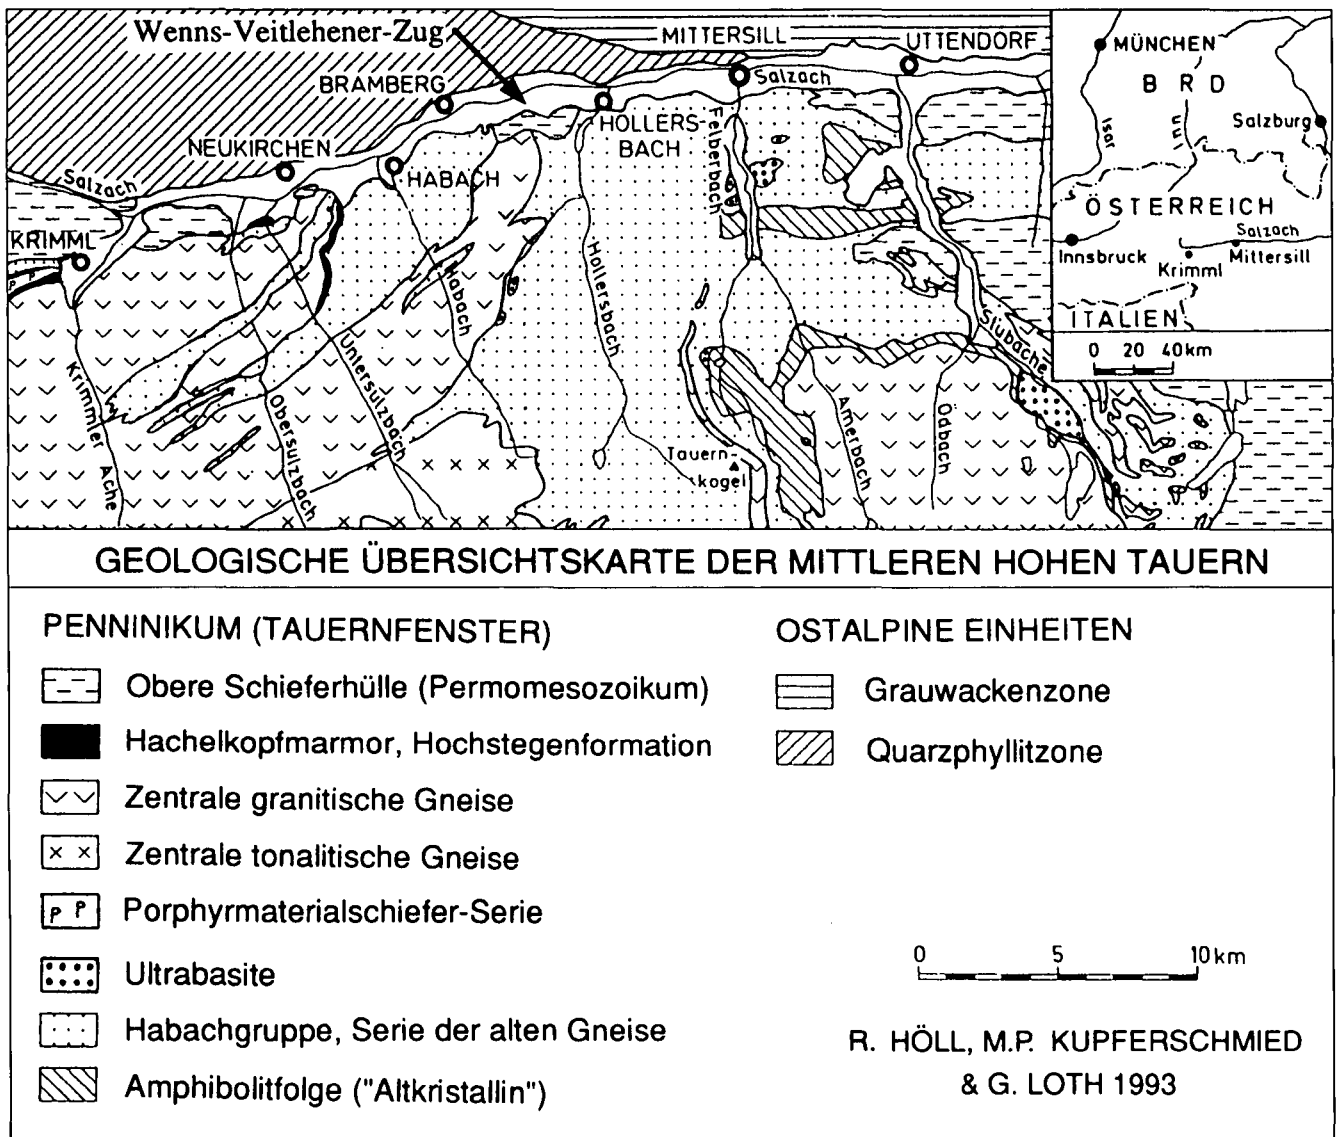 Wenns-Veitlehener-Zug
MITTERSILL
UTTENDORF
BRAMBERG
Salzach
NEUKIRCHEN
HOLLERS-
BACH
Felberbach
HABACH
Salzach
KRIMML
Krimmler Ache
Obersulzbach
Untersulzbach
Habach
Hollersbach
Tauern-
kogel
Amerbach
Ödbach
Stubache
MÜNCHEN
BRD
Isar
Inn
Salzburg
ÖSTERREICH
Innsbruck
Krimml
Salzach
Mittersill
ITALIEN
0 20 40km
GEOLOGISCHE ÜBERSICHTSKARTE DER MITTLEREN HOHEN TAUERN
PENNINIKUM (TAUERNFENSTER)
Obere Schieferhülle (Permomesozoikum)
Hachelkopfmarmor, Hochstegenformation
Zentrale granitische Gneise
Zentrale tonalitische Gneise
Porphyrmaterialschiefer-Serie
Ultrabasite
Habachgruppe, Serie der alten Gneise
Amphibolitfolge ("Altkristallin")
OSTALPINE EINHEITEN
Grauwackenzone
Quarzphyllitzone
0 5 10km
R. HÖLL, M.P. KUPFERSCHMIED
& G. LOTH 1993